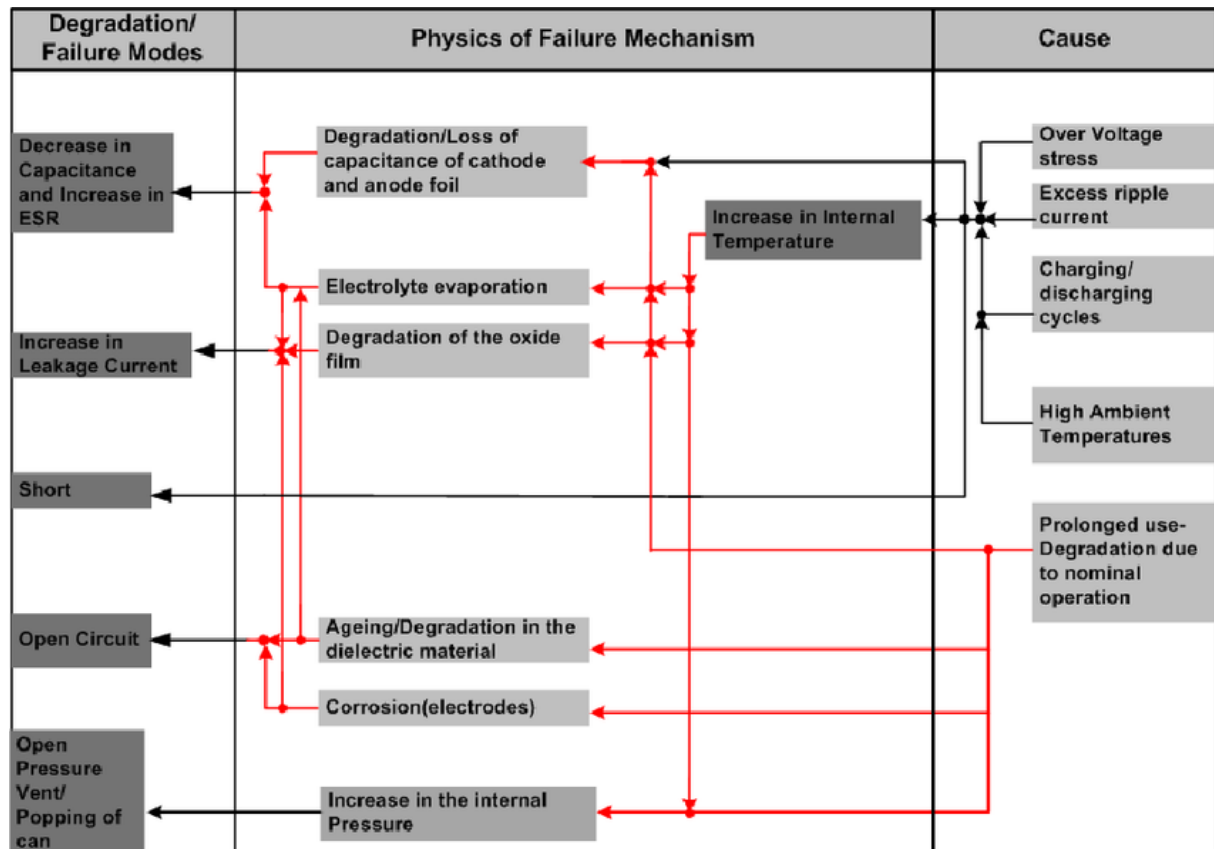 Degradation/
Failure Modes
Physics of Failure Mechanism
Cause
Decrease in
Capacitance
and Increase in
ESR
Degradation/Loss of
capacitance of cathode
and anode foil
Over Voltage
stress
Increase in Internal
Temperature
Excess ripple
current
Electrolyte evaporation
Charging/
discharging
cycles
Increase in
Leakage Current
Degradation of the oxide
film
High Ambient
Temperatures
Short
Prolonged use-
Degradation due
to nominal
operation
Open Circuit
Ageing/Degradation in the
dielectric material
Corrosion(electrodes)
Open
Pressure
Vent/
Popping of
can
Increase in the internal
Pressure